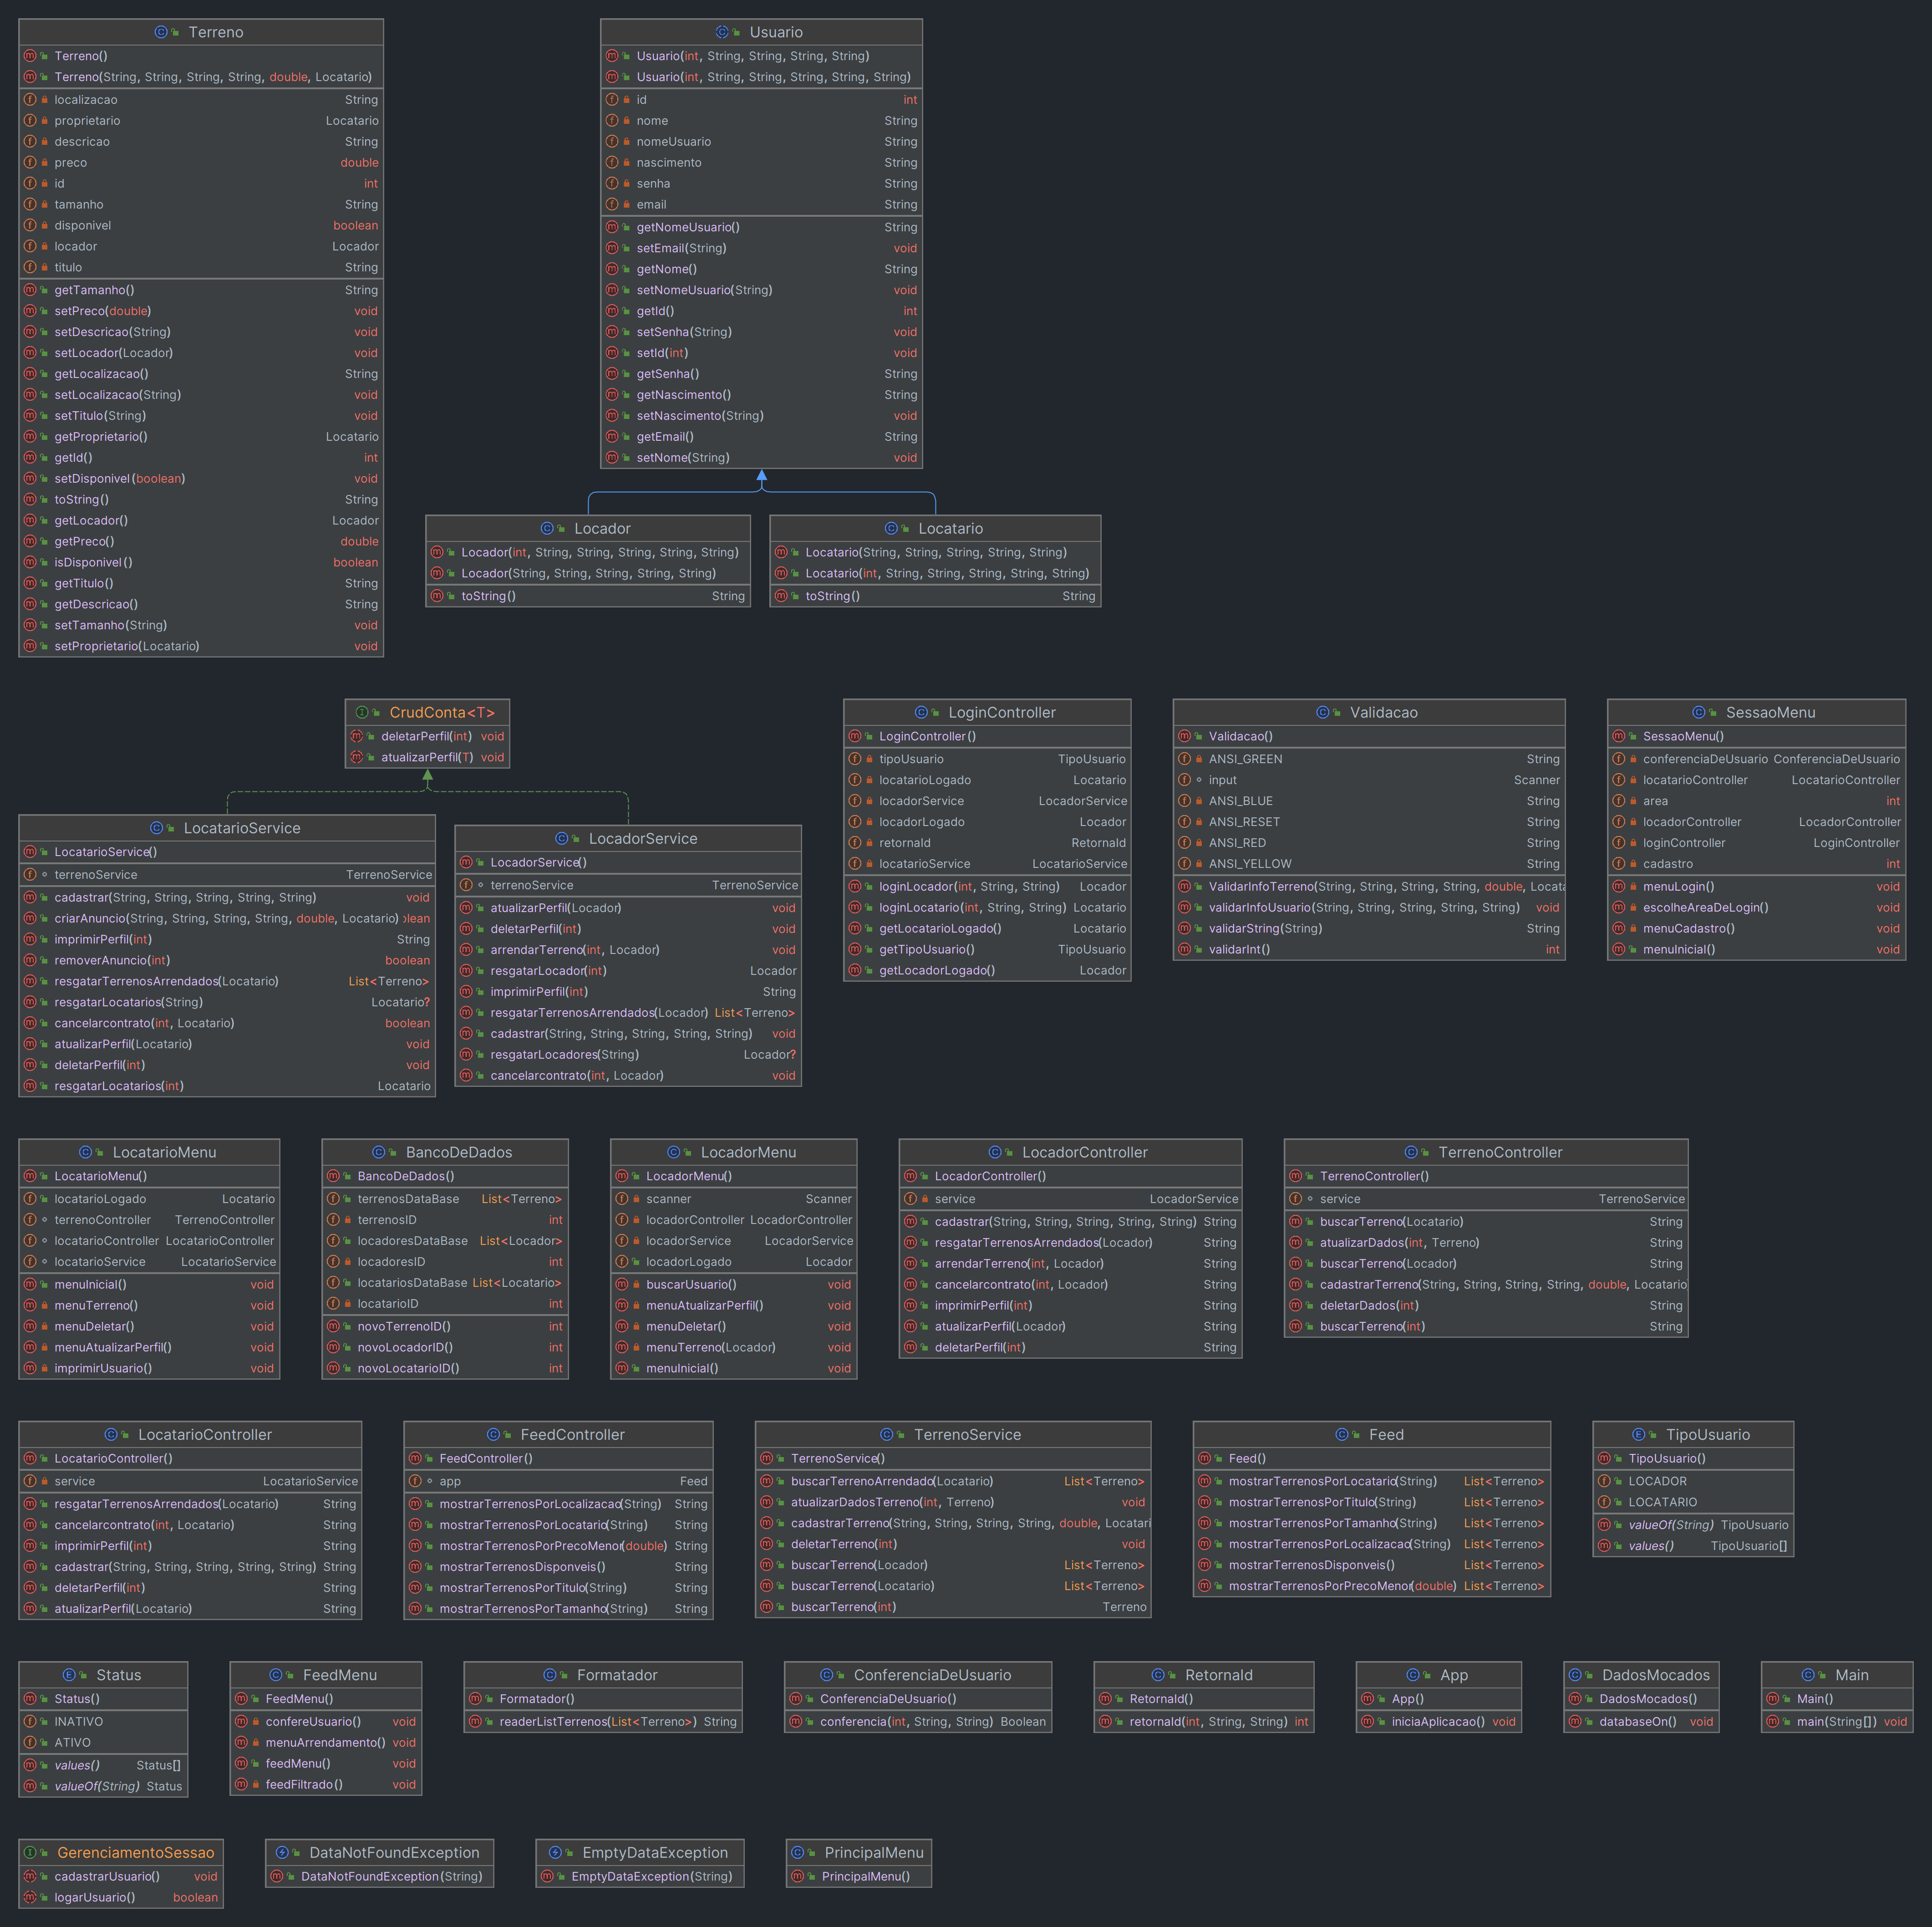 Terreno
Terreno()
Terreno(String, String, String, String, double, Locatario)
localizacao String
proprietario Locatario
descricao String
preco double
id int
tamanho String
disponivel boolean
locador Locador
titulo String
getTamanho() String
setPreco(double) void
setDescricao(String) void
setLocador(Locador) void
getLocalizacao() String
setLocalizacao(String) void
setTitulo(String) void
getProprietario() Locatario
getId() int
setDisponivel(boolean) void
toString() String
getLocador() Locador
getPreco() double
isDisponivel() boolean
getTitulo() String
getDescricao() String
setTamanho(String) void
setProprietario(Locatario) void
Usuario
Usuario(int, String, String, String, String)
Usuario(int, String, String, String, String, String)
id int
nome String
nomeUsuario String
nascimento String
senha String
email String
getNomeUsuario() String
setEmail(String) void
getNome() String
setNomeUsuario(String) void
getId() int
setSenha(String) void
setId(int) void
getSenha() String
getNascimento() String
setNascimento(String) void
getEmail() String
setNome(String) void
Locador
Locador(int, String, String, String, String, String)
Locador(String, String, String, String, String)
toString() String
Locatario
Locatario(String, String, String, String, String)
Locatario(int, String, String, String, String, String)
toString() String
CrudConta<T>
deletarPerfil(int) void
atualizarPerfil(T) void
LocatarioService
LocatarioService()
terrenoService TerrenoService
cadastrar(String, String, String, String, String) void
criarAnuncio(String, String, String, String, double, Locatario) olean
imprimirPerfil(int) String
removerAnuncio(int) boolean
resgatarTerrenosArrendados(Locatario) List<Terreno>
resgatarLocatarios(String) Locatario?
cancelarcontrato(int, Locatario) boolean
atualizarPerfil(Locatario) void
deletarPerfil(int) void
resgatarLocatarios(int) Locatario
LocadorService
LocadorService()
terrenoService TerrenoService
atualizarPerfil(Locador) void
deletarPerfil(int) void
arrendarTerreno(int, Locador) void
resgatarLocador(int) Locador
imprimirPerfil(int) String
resgatarTerrenosArrendados(Locador) List<Terreno>
cadastrar(String, String, String, String, String) void
resgatarLocadores(String) Locador?
cancelarcontrato(int, Locador) void
LoginController
LoginController()
tipoUsuario TipoUsuario
locatarioLogado Locatario
locadorService LocadorService
locadorLogado Locador
retornaId RetornaId
locatarioService LocatarioService
loginLocador(int, String, String) Locador
loginLocatario(int, String, String) Locatario
getLocatarioLogado() Locatario
getTipoUsuario() TipoUsuario
getLocadorLogado() Locador
Validacao
Validacao()
ANSI_GREEN String
input Scanner
ANSI_BLUE String
ANSI_RESET String
ANSI_RED String
ANSI_YELLOW String
ValidarInfoTerreno(String, String, String, String, double, Locata
validarInfoUsuario(String, String, String, String, String) void
validarString(String) String
validarInt() int
SessaoMenu
SessaoMenu()
conferenciaDeUsuario ConferenciaDeUsuario
locatarioController LocatarioController
area int
locadorController LocadorController
loginController LoginController
cadastro int
menuLogin() void
escolheAreaDeLogin() void
menuCadastro() void
menuInicial() void
LocatarioMenu
LocatarioMenu()
locatarioLogado Locatario
terrenoController TerrenoController
locatarioController LocatarioController
locatarioService LocatarioService
menuInicial() void
menuTerreno() void
menuDeletar() void
menuAtualizarPerfil() void
imprimirUsuario() void
BancoDeDados
BancoDeDados()
terrenosDataBase List<Terreno>
terrenosID int
locadoresDataBase List<Locador>
locadoresID int
locatariosDataBase List<Locatario>
locatarioID int
novoTerrenoID() int
novoLocadorID() int
novoLocatarioID() int
LocadorMenu
LocadorMenu()
scanner Scanner
locadorController LocadorController
locadorService LocadorService
locadorLogado Locador
buscarUsuario() void
menuAtualizarPerfil() void
menuDeletar() void
menuTerreno(Locador) void
menuInicial() void
LocadorController
LocadorController()
service LocadorService
cadastrar(String, String, String, String, String) String
resgatarTerrenosArrendados(Locador) String
arrendarTerreno(int, Locador) String
cancelarcontrato(int, Locador) String
imprimirPerfil(int) String
atualizarPerfil(Locador) String
deletarPerfil(int) String
TerrenoController
TerrenoController()
service TerrenoService
buscarTerreno(Locatario) String
atualizarDados(int, Terreno) String
buscarTerreno(Locador) String
cadastrarTerreno(String, String, String, String, double, Locatario
deletarDados(int) String
buscarTerreno(int) String
LocatarioController
LocatarioController()
service LocatarioService
resgatarTerrenosArrendados(Locatario) String
cancelarcontrato(int, Locatario) String
imprimirPerfil(int) String
cadastrar(String, String, String, String, String) String
deletarPerfil(int) String
atualizarPerfil(Locatario) String
FeedController
FeedController()
app Feed
mostrarTerrenosPorLocalizacao(String) String
mostrarTerrenosPorLocatario(String) String
mostrarTerrenosPorPrecoMenor(double) String
mostrarTerrenosDisponveis() String
mostrarTerrenosPorTitulo(String) String
mostrarTerrenosPorTamanho(String) String
TerrenoService
TerrenoService()
buscarTerrenoArrendado(Locatario) List<Terreno>
atualizarDadosTerreno(int, Terreno) void
cadastrarTerreno(String, String, String, String, double, Locatari
deletarTerreno(int) void
buscarTerreno(Locador) List<Terreno>
buscarTerreno(Locatario) List<Terreno>
buscarTerreno(int) Terreno
Feed
Feed()
mostrarTerrenosPorLocatario(String) List<Terreno>
mostrarTerrenosPorTitulo(String) List<Terreno>
mostrarTerrenosPorTamanho(String) List<Terreno>
mostrarTerrenosPorLocalizacao(String) List<Terreno>
mostrarTerrenosDisponveis() List<Terreno>
mostrarTerrenosPorPrecoMenor(double) List<Terreno>
TipoUsuario
TipoUsuario()
LOCADOR
LOCATARIO
valueOf(String) TipoUsuario
values() TipoUsuario[]
Status
Status()
INATIVO
ATIVO
values() Status[]
valueOf(String) Status
FeedMenu
FeedMenu()
confereUsuario() void
menuArrendamento() void
feedMenu() void
feedFiltrado() void
Formatador
Formatador()
readerListTerrenos(List<Terreno>) String
ConferenciaDeUsuario
ConferenciaDeUsuario()
conferencia(int, String, String) Boolean
RetornaId
RetornaId()
retornaId(int, String, String) int
App
App()
iniciaAplicacao() void
DadosMocados
DadosMocados()
databaseOn() void
Main
Main()
main(String[]) void
GerenciamentoSessao
cadastrarUsuario() void
logarUsuario() boolean
DataNotFoundException
DataNotFoundException(String)
EmptyDataException
EmptyDataException(String)
PrincipalMenu
PrincipalMenu()